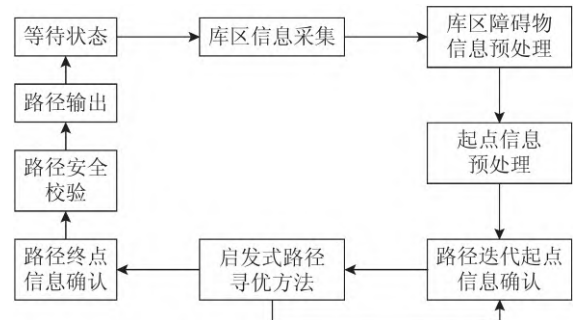 等待状态
库区信息采集
库区障碍物
信息预处理
起点信息
预处理
路径迭代起点
信息确认
启发式路径
寻优方法
路径终点
信息确认
路径安全
校验
路径输出